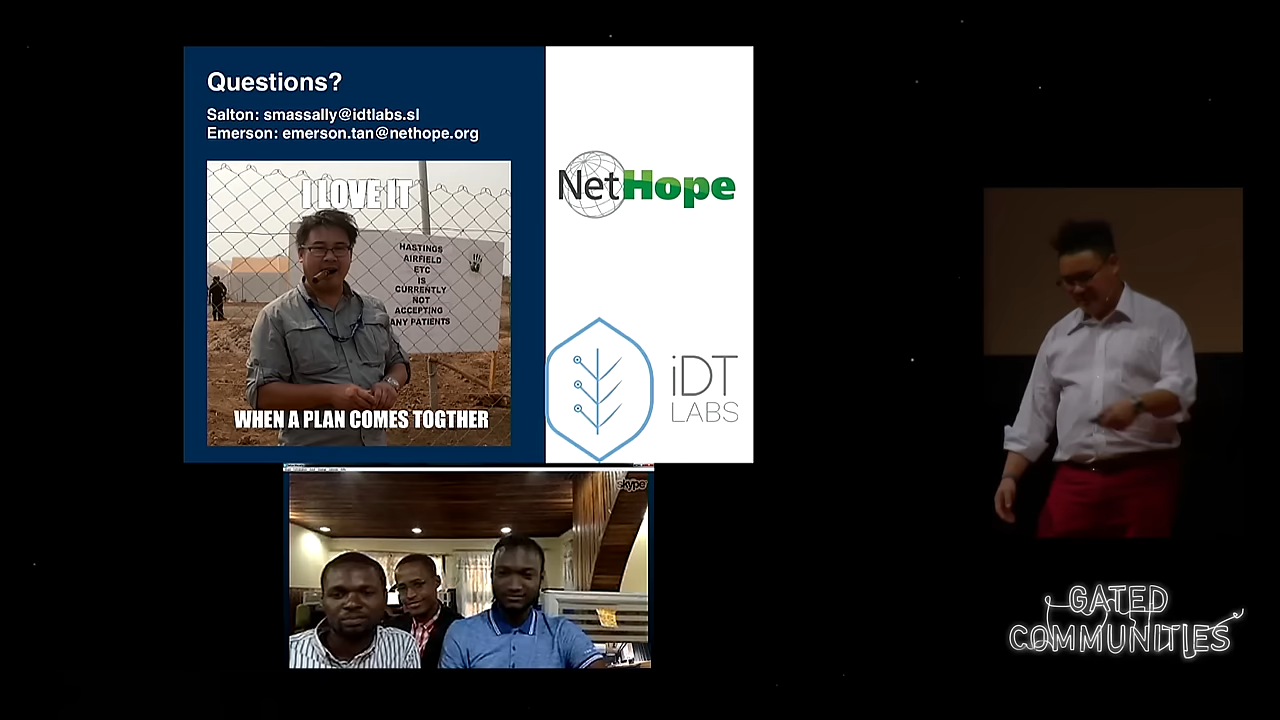 Questions?
Salton: smassally@idtlabs.sl
Emerson: emerson.tan@nethope.org
I LOVE IT
HASTINGS
AIRFIELD
ETC
IS
CURRENTLY
NOT
ACCEPTING
ANY PATIENTS
WHEN A PLAN COMES TOGTHER
NetHope
iDT
LABS
skype
GATED
COMMUNITIES